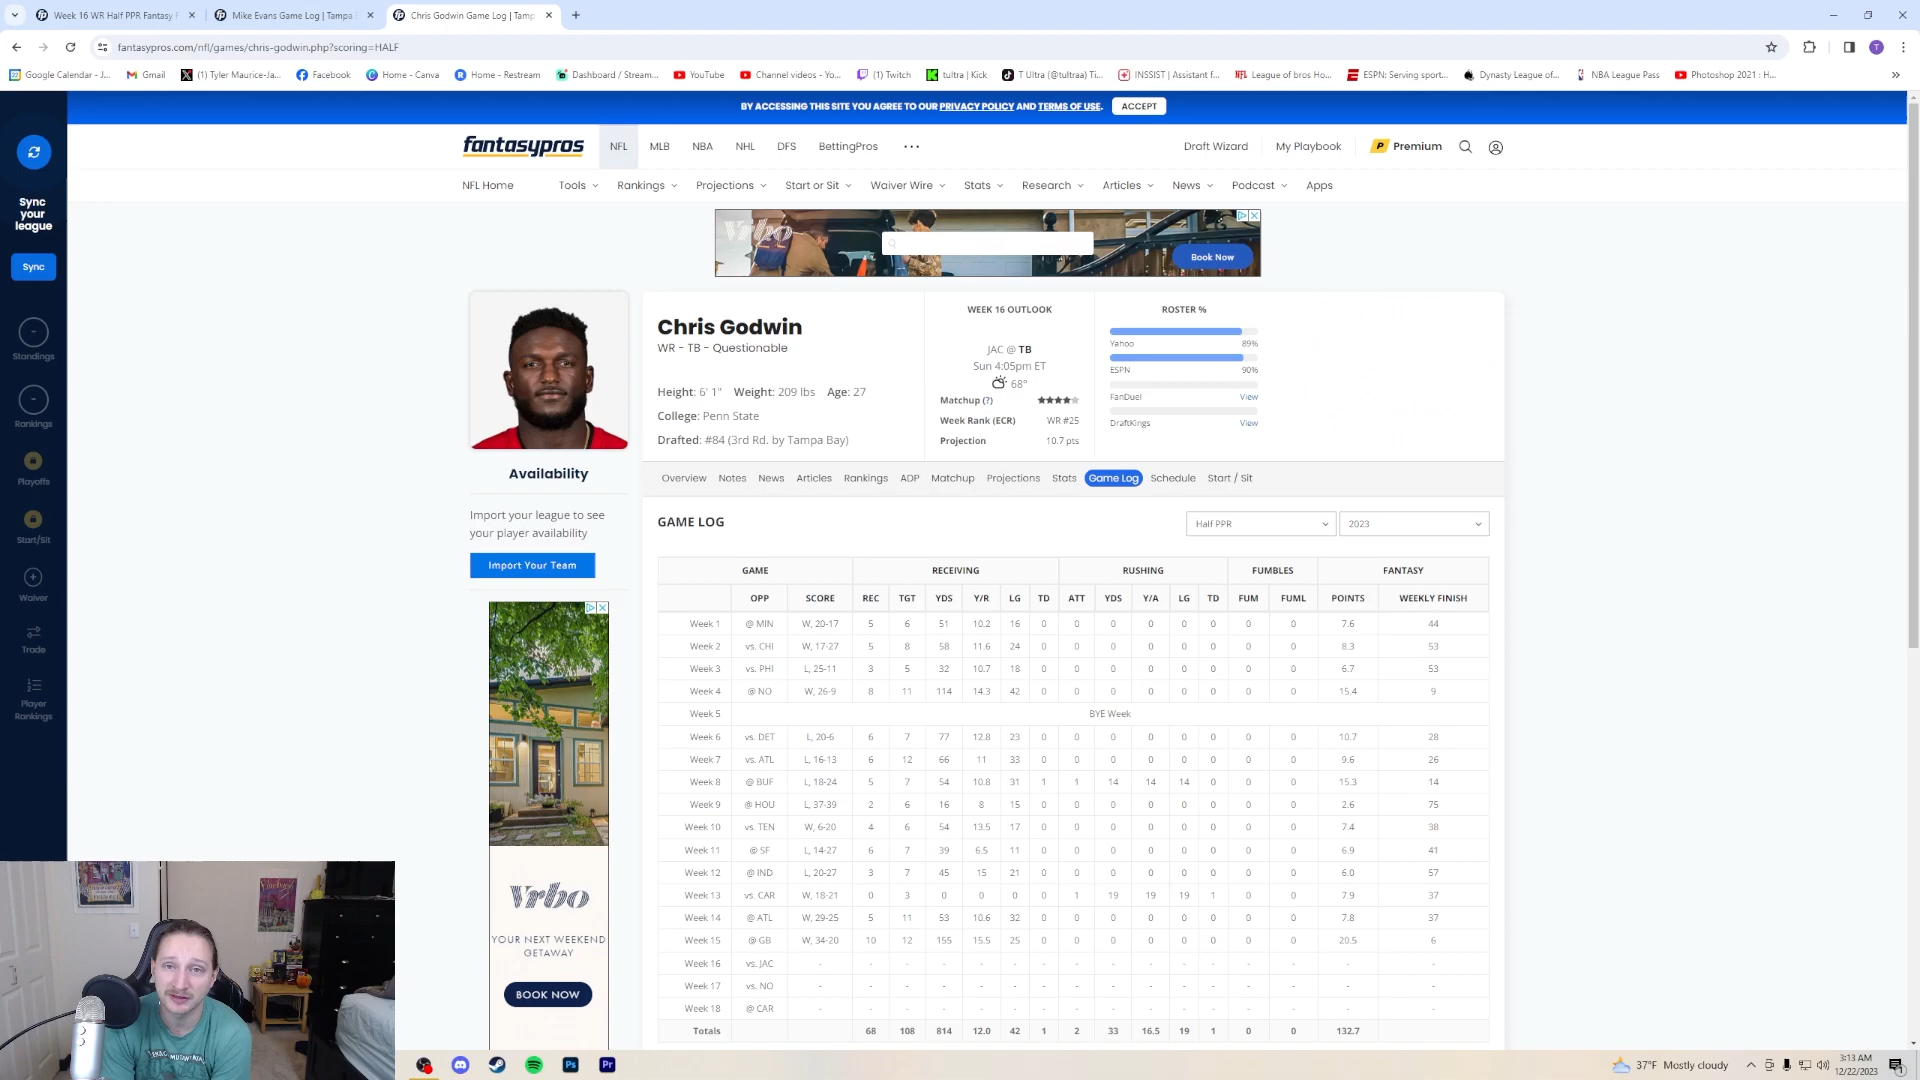 Week 16 WR Half PPR Fantasy F
Mike Evans Game Log | Tampa B
Chris Godwin Game Log | Tamp
fantasypros.com/nfl/games/chris-godwin.php?scoring=HALF
Google Calendar - J...
Gmail
(1) Tyler Maurice-Ja...
Facebook
Home - Canva
Home - Restream
Dashboard / Stream...
YouTube
Channel videos - Yo...
(1) Twitch
tultra | Kick
T Ultra (@tultraa) Ti...
INSSIST | Assistant f...
League of bros Ho...
ESPN: Serving sport...
Dynasty League of...
NBA League Pass
Photoshop 2021 : H...
BY ACCESSING THIS SITE YOU AGREE TO OUR PRIVACY POLICY AND TERMS OF USE. ACCEPT
fantasypros NFL MLB NBA NHL DFS BettingPros ··· Draft Wizard My Playbook P Premium
NFL Home Tools Rankings Projections Start or Sit Waiver Wire Stats Research Articles News Podcast Apps
Sync
your
league
Sync
Standings
Rankings
Playoffs
Start/Sit
Waiver
Trade
Player
Rankings
Vrbo
Book Now
Chris Godwin
WR - TB - Questionable
Height: 6' 1" Weight: 209 lbs Age: 27
College: Penn State
Drafted: #84 (3rd Rd. by Tampa Bay)
WEEK 16 OUTLOOK
JAC @ TB
Sun 4:05pm ET
68°
Matchup (?) ★★★★★
Week Rank (ECR) WR #25
Projection 10.7 pts
ROSTER %
Yahoo 89%
ESPN 90%
FanDuel View
DraftKings View
Availability
Import your league to see
your player availability
Import Your Team
Vrbo
YOUR NEXT WEEKEND
GETAWAY
BOOK NOW
Overview Notes News Articles Rankings ADP Matchup Projections Stats Game Log Schedule Start / Sit
GAME LOG Half PPR 2023
GAME RECEIVING RUSHING FUMBLES FANTASY
OPP SCORE REC TGT YDS Y/R LG TD ATT YDS Y/A LG TD FUM FUML POINTS WEEKLY FINISH
Week 1 @ MIN W, 20-17 5 6 51 10.2 16 0 0 0 0 0 0 0 0 7.6 44
Week 2 vs. CHI W, 17-27 5 8 58 11.6 24 0 0 0 0 0 0 0 0 8.3 53
Week 3 vs. PHI L, 25-11 3 5 32 10.7 18 0 0 0 0 0 0 0 0 6.7 53
Week 4 @ NO W, 26-9 8 11 114 14.3 42 0 0 0 0 0 0 0 0 15.4 9
Week 5 BYE Week
Week 6 vs. DET L, 20-6 6 7 77 12.8 23 0 0 0 0 0 0 0 0 10.7 28
Week 7 vs. ATL L, 16-13 6 12 66 11 33 0 0 0 0 0 0 0 0 9.6 26
Week 8 @ BUF L, 18-24 5 7 54 10.8 31 1 1 14 14 14 0 0 0 15.3 14
Week 9 @ HOU L, 37-39 2 6 16 8 15 0 0 0 0 0 0 0 0 2.6 75
Week 10 vs. TEN W, 6-20 4 6 54 13.5 17 0 0 0 0 0 0 0 0 7.4 38
Week 11 @ SF L, 14-27 6 7 39 6.5 11 0 0 0 0 0 0 0 0 6.9 41
Week 12 @ IND L, 20-27 3 7 45 15 21 0 0 0 0 0 0 0 0 6.0 57
Week 13 vs. CAR W, 18-21 0 3 0 0 0 0 1 19 19 19 1 0 0 7.9 37
Week 14 @ ATL W, 29-25 5 11 53 10.6 32 0 0 0 0 0 0 0 0 7.8 37
Week 15 @ GB W, 34-20 10 12 155 15.5 25 0 0 0 0 0 0 0 0 20.5 6
Week 16 vs. JAC - - - - - - - - - - - - - - - -
Week 17 vs. NO - - - - - - - - - - - - - - - -
Week 18 @ CAR - - - - - - - - - - - - - - - -
Totals 68 108 814 12.0 42 1 2 33 16.5 19 1 0 0 132.7
37°F Mostly cloudy
3:13 AM
12/22/2023